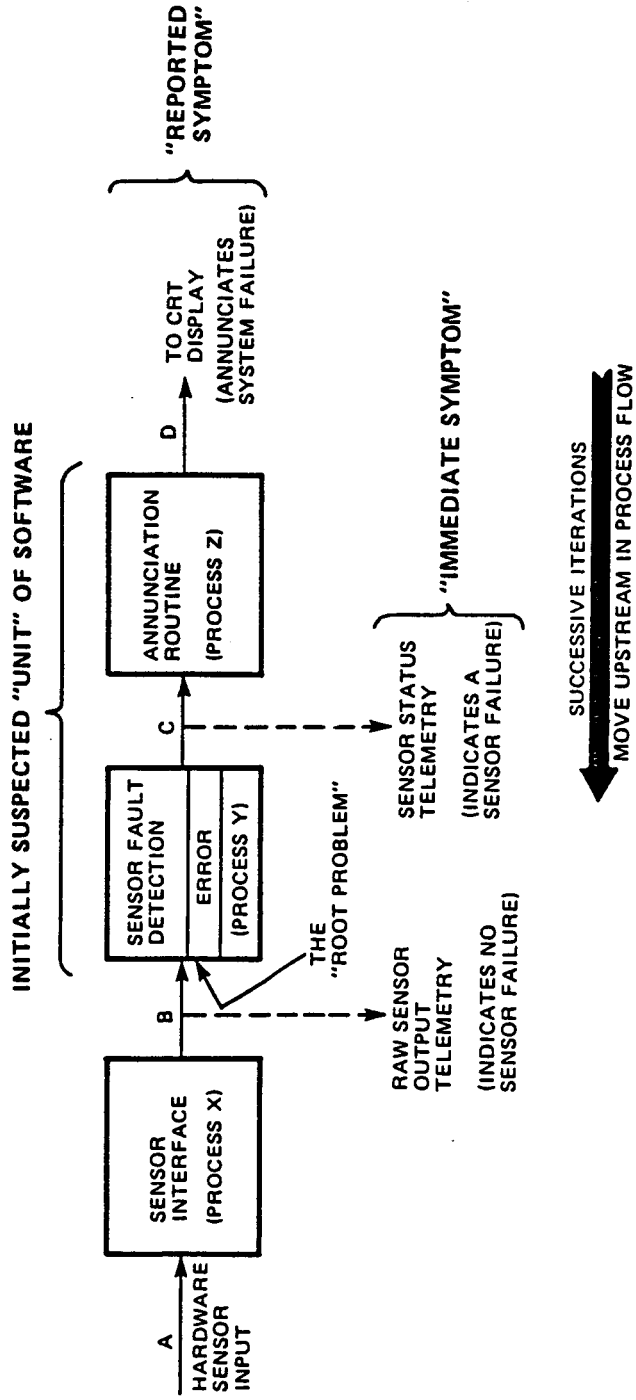 INITIALLY SUSPECTED "UNIT" OF SOFTWARE
A
HARDWARE
SENSOR
INPUT
SENSOR
INTERFACE
(PROCESS X)
B
SENSOR FAULT
DETECTION
ERROR
(PROCESS Y)
C
ANNUNCIATION
ROUTINE
(PROCESS Z)
D
TO CRT
DISPLAY
(ANNUNCIATES
SYSTEM FAILURE)
"REPORTED
SYMPTOM"
THE
"ROOT PROBLEM"
RAW SENSOR
OUTPUT
TELEMETRY
(INDICATES NO
SENSOR FAILURE)
SENSOR STATUS
TELEMETRY
(INDICATES A
SENSOR FAILURE)
"IMMEDIATE SYMPTOM"
SUCCESSIVE ITERATIONS
MOVE UPSTREAM IN PROCESS FLOW